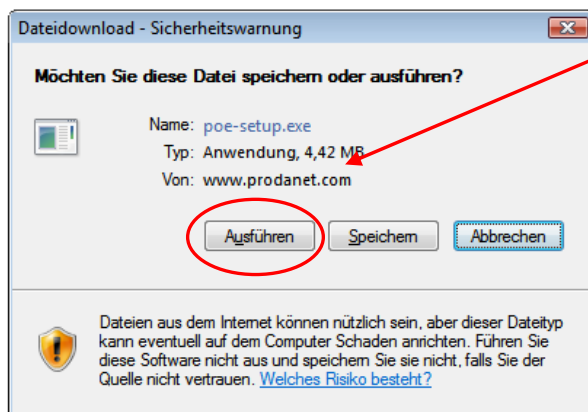 Dateidownload - Sicherheitswarnung
Möchten Sie diese Datei speichern oder ausführen?
Name: poe-setup.exe
Typ: Anwendung, 4,42 MB
Von: www.prodanet.com
Ausführen Speichern Abbrechen
Dateien aus dem Internet können nützlich sein, aber dieser Dateityp
kann eventuell auf dem Computer Schaden anrichten. Führen Sie
diese Software nicht aus und speichern Sie sie nicht, falls Sie der
Quelle nicht vertrauen. Welches Risiko besteht?